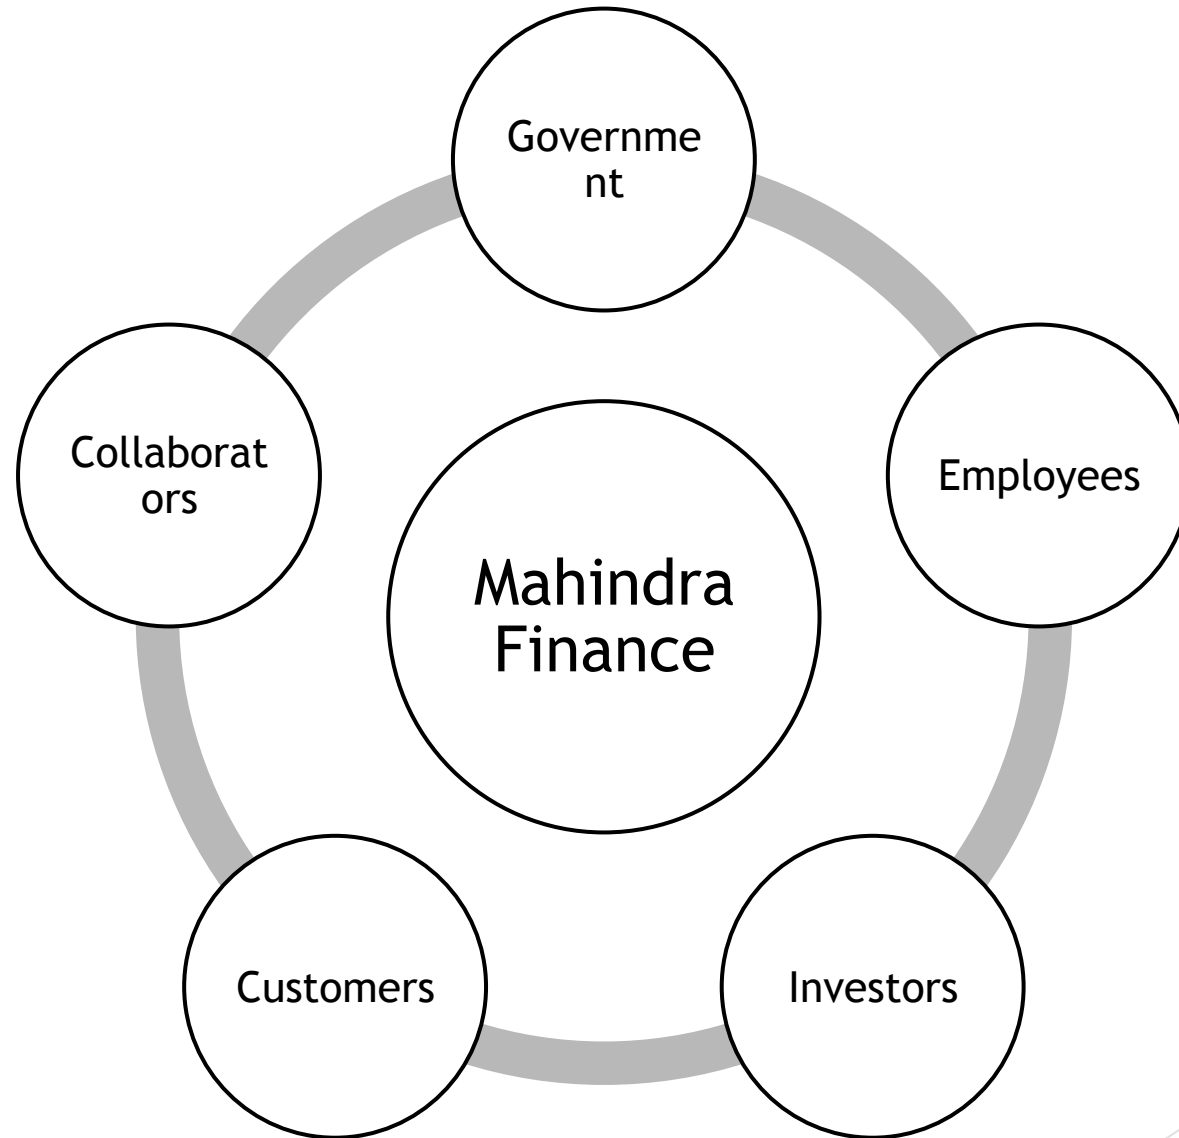 Governme
nt
Collaborat
ors
Employees
Mahindra
Finance
Customers
Investors